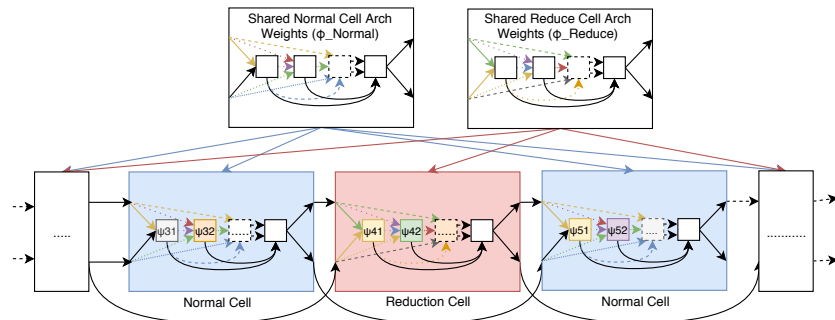 Shared Normal Cell Arch
Weights (ϕ_Normal)
Shared Reduce Cell Arch
Weights (ϕ_Reduce)
.....
ψ31
ψ32
ψ41
ψ42
ψ51
ψ52
....
...........
Normal Cell
Reduction Cell
Normal Cell